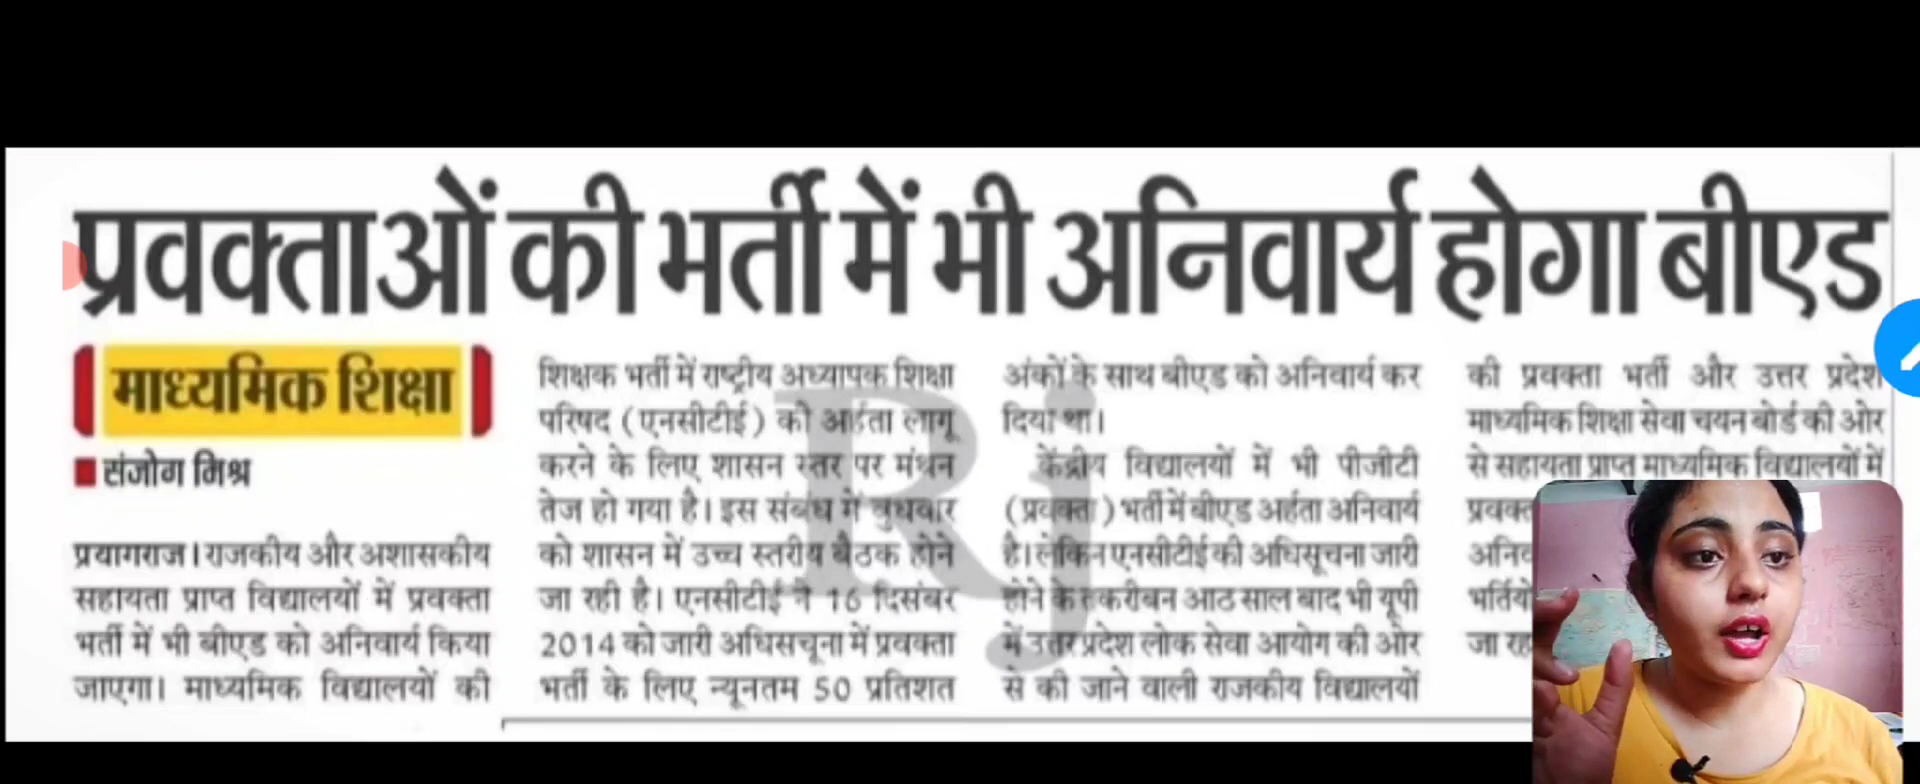 प्रवक्ताओं की भर्ती में भी अनिवार्य होगा बीएड
माध्यमिक शिक्षा
संजोग मिश्र
प्रयागराज। राजकीय और अशासकीय
सहायता प्राप्त विद्यालयों में प्रवक्ता
भर्ती में भी बीएड को अनिवार्य किया
जाएगा। माध्यमिक विद्यालयों की
शिक्षक भर्ती में राष्ट्रीय अध्यापक शिक्षा
परिषद (एनसीटीई) की अर्हता लागू
करने के लिए शासन स्तर पर मंथन
तेज हो गया है। इस संबंध में बुधवार
को शासन में उच्च स्तरीय बैठक होने
जा रही है। एनसीटीई ने 16 दिसंबर
2014 को जारी अधिसूचना में प्रवक्ता
भर्ती के लिए न्यूनतम 50 प्रतिशत
अंकों के साथ बीएड को अनिवार्य कर
दिया था।
केंद्रीय विद्यालयों में भी पीजीटी
(प्रवक्ता) भर्ती में बीएड अर्हता अनिवार्य
है। लेकिन एनसीटीई की अधिसूचना जारी
होने के तकरीबन आठ साल बाद भी यूपी
में उत्तर प्रदेश लोक सेवा आयोग की ओर
से की जाने वाली राजकीय विद्यालयों
की प्रवक्ता भर्ती और उत्तर प्रदेश
माध्यमिक शिक्षा सेवा चयन बोर्ड की ओर
से सहायता प्राप्त माध्यमिक विद्यालयों में
जा
Rj